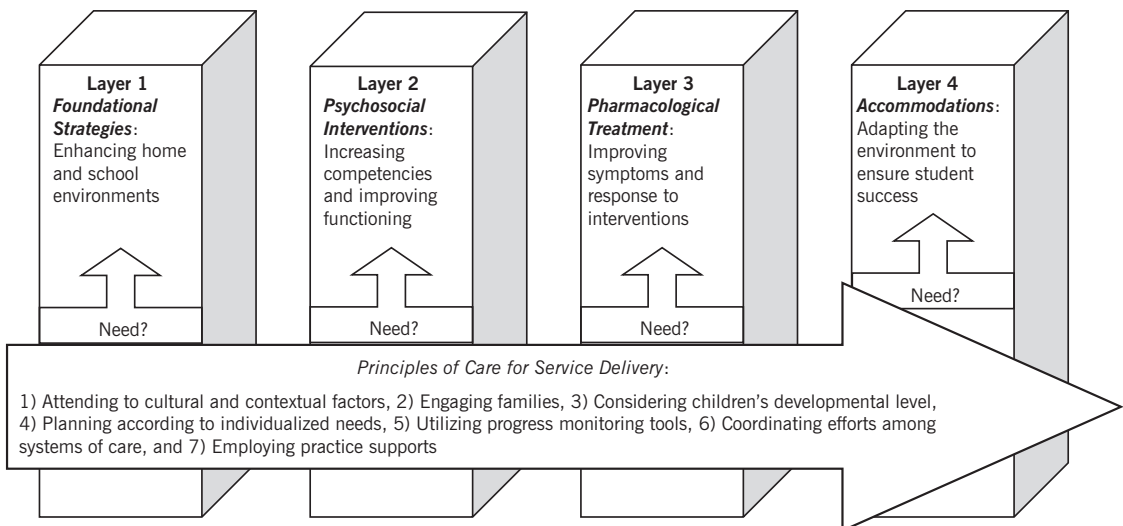 Layer 1
Foundational
Strategies:
Enhancing home
and school
environments
Need?
Layer 2
Psychosocial
Interventions:
Increasing
competencies
and improving
functioning
Need?
Layer 3
Pharmacological
Treatment:
Improving
symptoms and
response to
interventions
Need?
Layer 4
Accommodations:
Adapting the
environment to
ensure student
success
Need?
Principles of Care for Service Delivery:
1) Attending to cultural and contextual factors, 2) Engaging families, 3) Considering children’s developmental level,
4) Planning according to individualized needs, 5) Utilizing progress monitoring tools, 6) Coordinating efforts among
systems of care, and 7) Employing practice supports